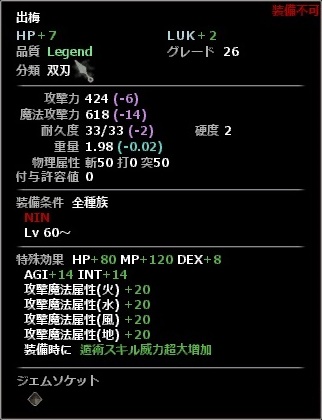 装備不可
出梅
HP+7 LUK+2
品質 Legend グレード 26
分類 双刃
攻撃力 424 (-6)
魔法攻撃力 618 (-14)
耐久度 33/33 (-2) 硬度 2
重量 1.98 (-0.02)
物理属性 斬50 打0 突50
付与許容値 0
装備条件 全種族
NIN
Lv 60～
特殊効果 HP+80 MP+120 DEX+8
AGI+14 INT+14
攻撃魔法属性(火) +20
攻撃魔法属性(水) +20
攻撃魔法属性(風) +20
攻撃魔法属性(地) +20
装備時に 遁術スキル威力超大増加
ジェムソケット